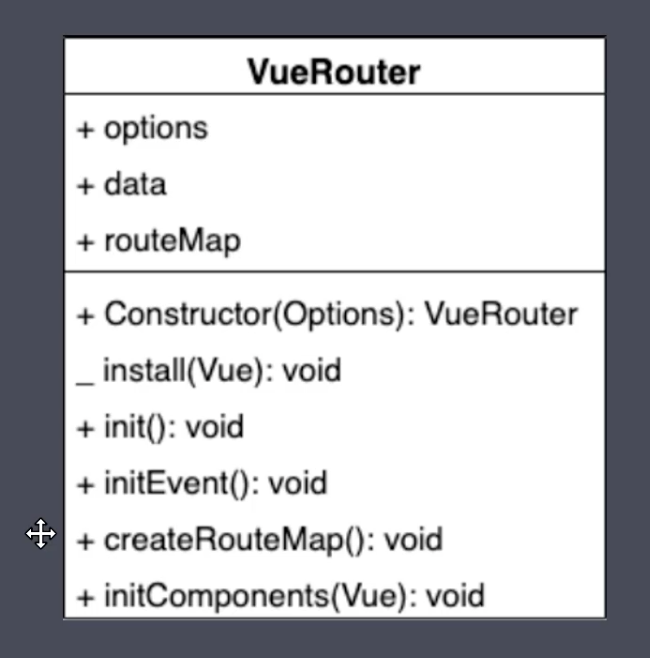 VueRouter
+ options
+ data
+ routeMap
+ Constructor(Options): VueRouter
_ install(Vue): void
+ init(): void
+ initEvent(): void
+ createRouteMap(): void
+ initComponents(Vue): void